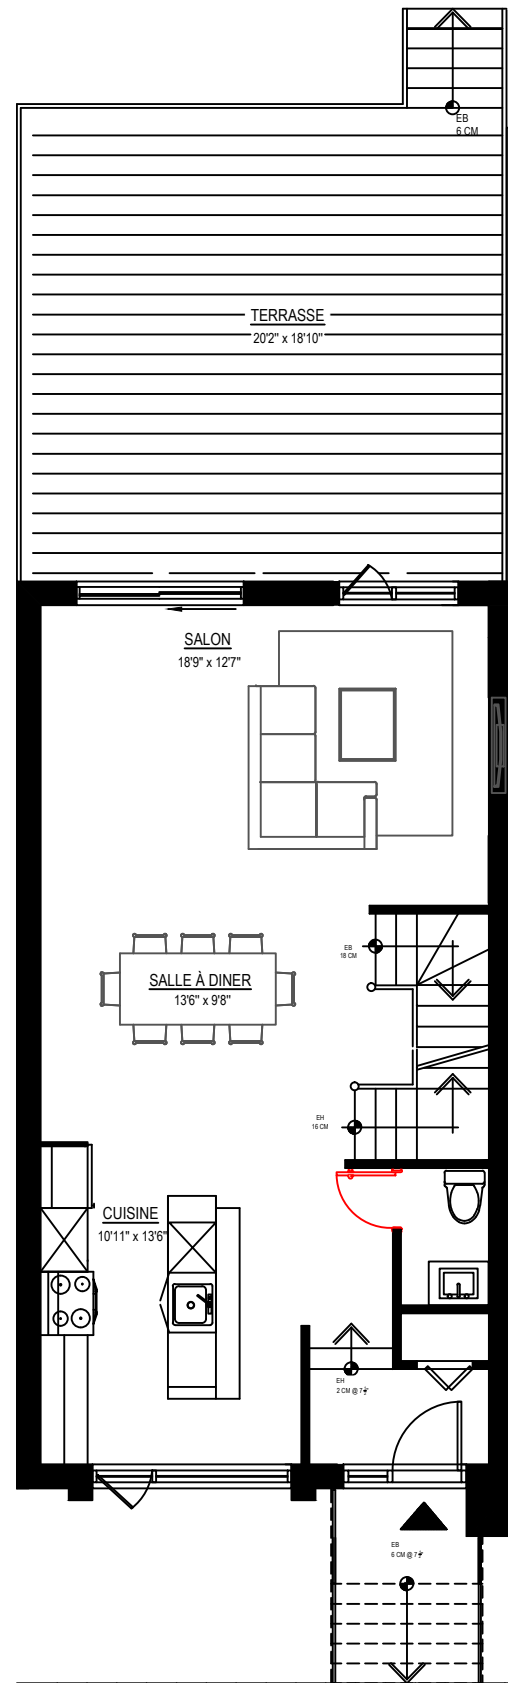 EB
6 CM
TERRASSE
20'2" x 18'10"
SALON
18'9" x 12'7"
EB
18 CM
SALLE À DINER
13'6" x 9'8"
EH
16 CM
CUISINE
10'11" x 13'6"
EH
2 CM @ 7
EB
6 CM @ 7